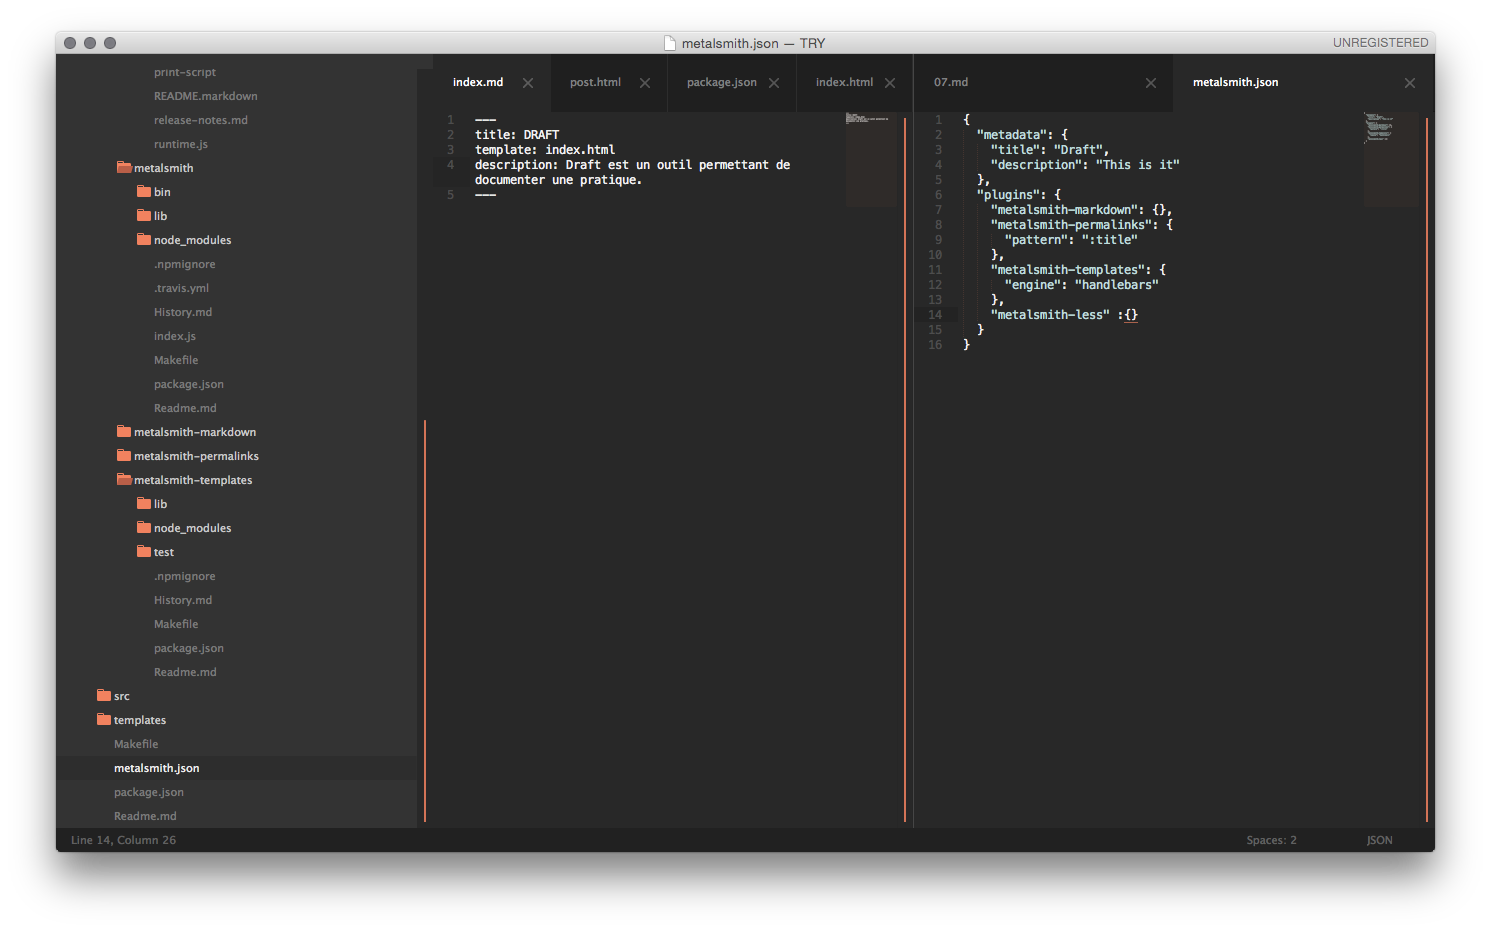 metalsmith.json — TRY
UNREGISTERED
print-script
README.markdown
release-notes.md
runtime.js
metalsmith
bin
lib
node_modules
.npmignore
.travis.yml
History.md
index.js
Makefile
package.json
Readme.md
metalsmith-markdown
metalsmith-permalinks
metalsmith-templates
lib
node_modules
test
.npmignore
History.md
Makefile
package.json
Readme.md
src
templates
Makefile
metalsmith.json
package.json
Readme.md
index.md
post.html
package.json
index.html
1 ---
2 title: DRAFT
3 template: index.html
4 description: Draft est un outil permettant de
documenter une pratique.
5 ---
07.md
metalsmith.json
1 {
2 "metadata": {
3 "title": "Draft",
4 "description": "This is it"
5 },
6 "plugins": {
7 "metalsmith-markdown": {},
8 "metalsmith-permalinks": {
9 "pattern": ":title"
10 },
11 "metalsmith-templates": {
12 "engine": "handlebars"
13 },
14 "metalsmith-less" :{}
15 }
16 }
Line 14, Column 26
Spaces: 2
JSON